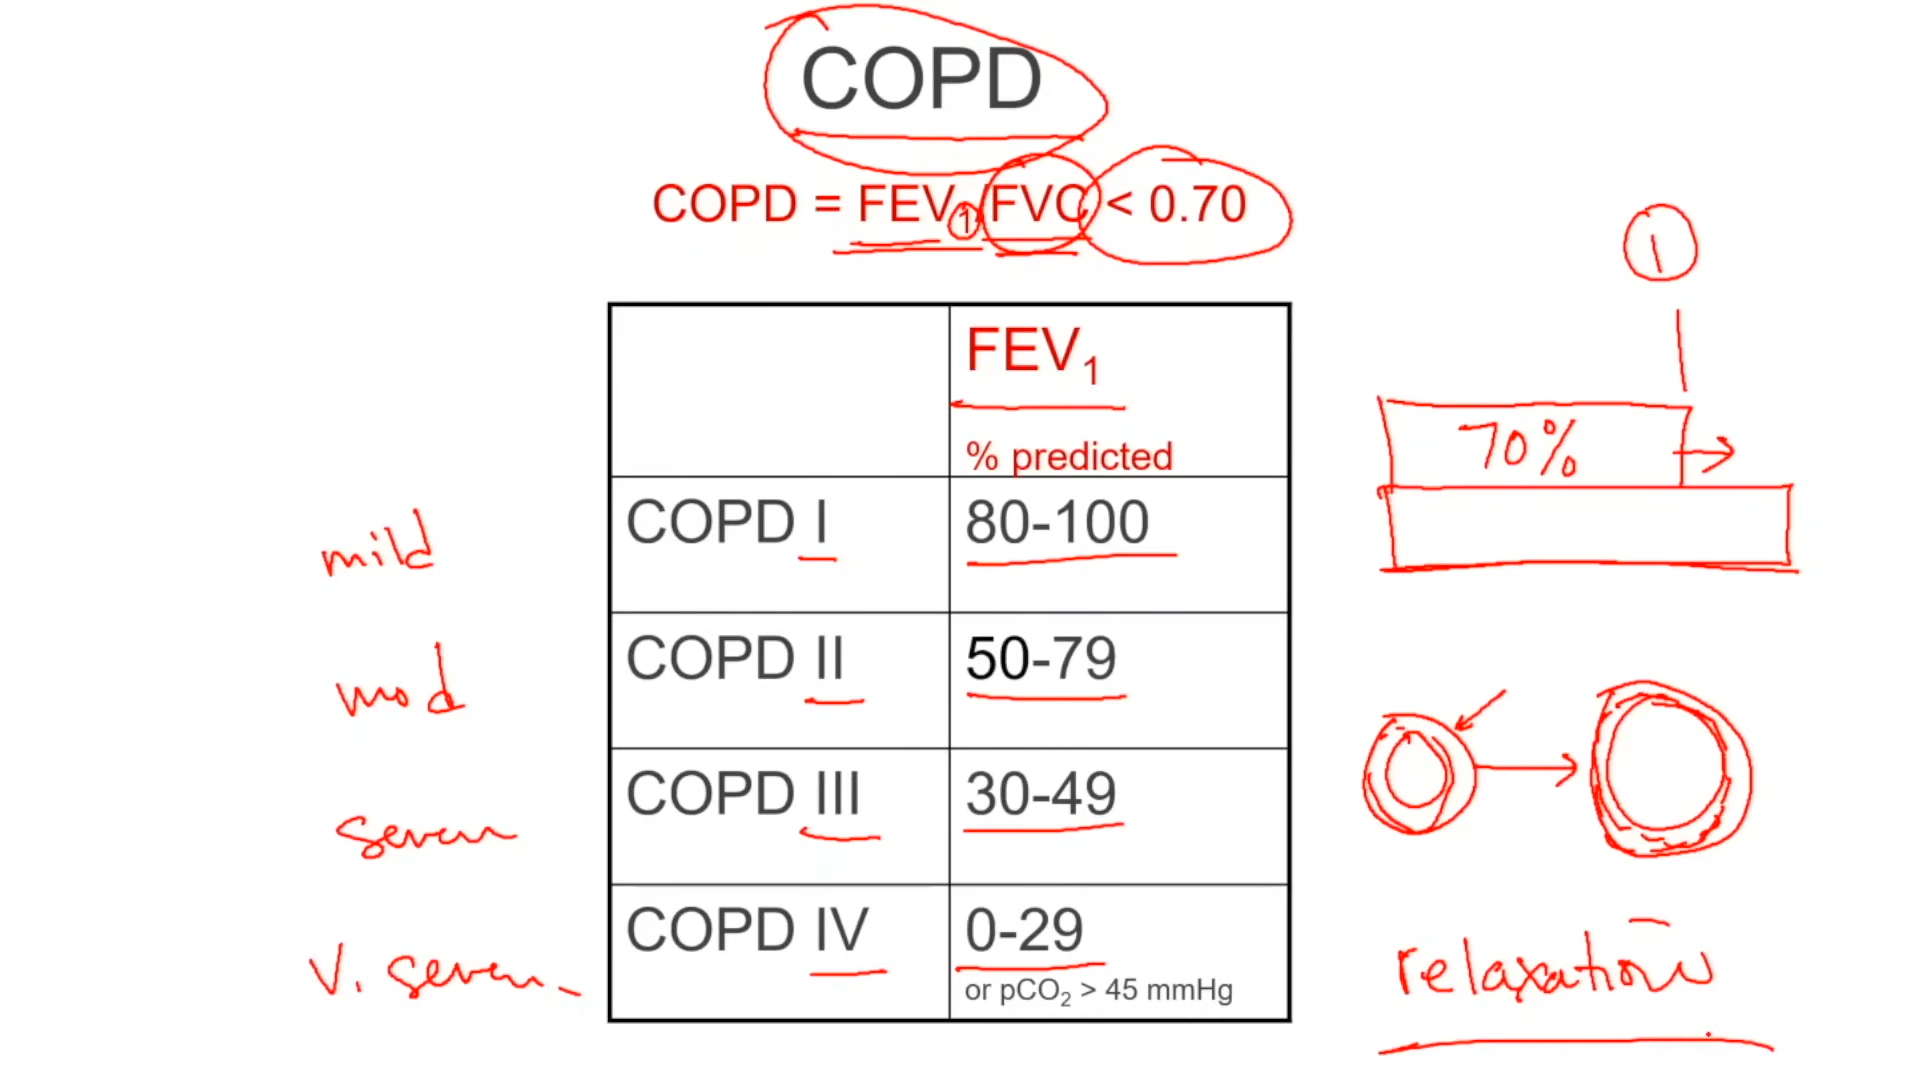 COPD
COPD = FEV₁/FVC < 0.70
1
FEV₁
% predicted
70%
COPD I 80-100
mild
COPD II 50-79
mod
COPD III 30-49
severe
COPD IV 0-29
v. severe
or pCO₂ > 45 mmHg
relaxation